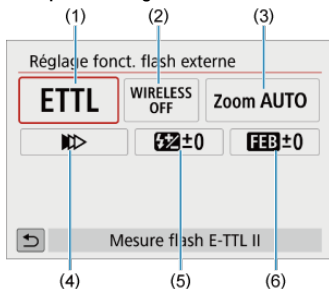 (1) (2) (3)
Réglage fonct. flash externe
ETTL WIRELESS OFF Zoom AUTO
±0 FEB±0
Mesure flash E-TTL II
(4) (5) (6)